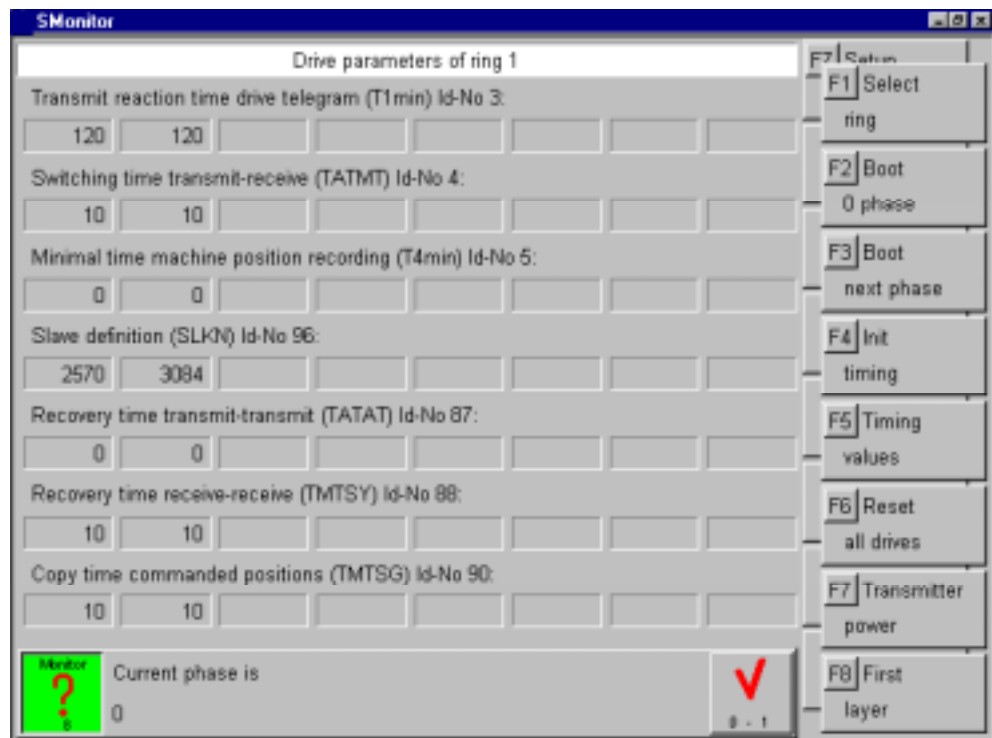 SMonitor
Drive parameters of ring 1
Transmit reaction time drive telegram (T1min) Id-No 3:
120 120
Switching time transmit-receive (TATMT) Id-No 4:
10 10
Minimal time machine position recording (T4min) Id-No 5:
0 0
Slave definition (SLKN) Id-No 96:
2570 3084
Recovery time transmit-transmit (TATAT) Id-No 87:
0 0
Recovery time receive-receive (TMTSY) Id-No 88:
10 10
Copy time commanded positions (TMTSG) Id-No 90:
10 10
Monitor
?
8
Current phase is
0
0 - 1
F7 Setup
F1 Select
ring
F2 Boot
0 phase
F3 Boot
next phase
F4 Init
timing
F5 Timing
values
F6 Reset
all drives
F7 Transmitter
power
F8 First
layer